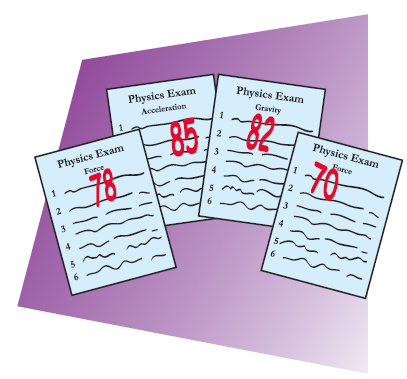 Physics Exam
Force
78
1
2
3
4
5
6
Physics Exam
Acceleration
85
1
Physics Exam
Gravity
82
1
2
3
4
5
6
Physics Exam
Force
70
1
2
3
4
5
6